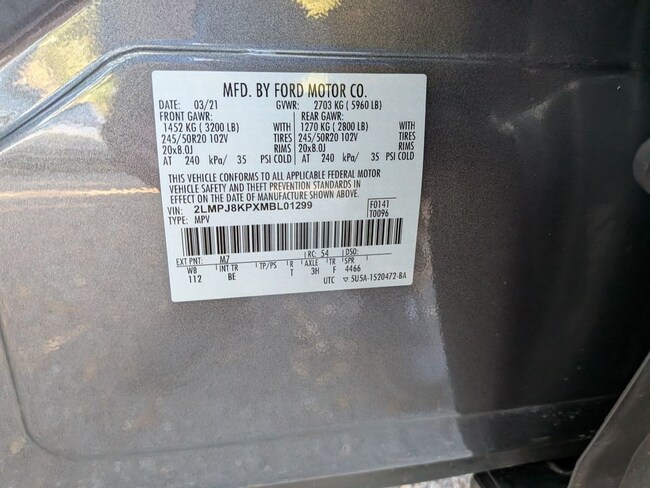 MFD. BY FORD MOTOR CO.
DATE: 03/21 GVWR: 2703 KG ( 5960 LB)
FRONT GAWR: REAR GAWR:
1452 KG ( 3200 LB) WITH 1270 KG ( 2800 LB) WITH
245/50R20 102V TIRES 245/50R20 102V TIRES
20x8.0J RIMS 20x8.0J RIMS
AT 240 kPa/ 35 PSI COLD AT 240 kPa/ 35 PSI COLD
THIS VEHICLE CONFORMS TO ALL APPLICABLE FEDERAL MOTOR
VEHICLE SAFETY AND THEFT PREVENTION STANDARDS IN
EFFECT ON THE DATE OF MANUFACTURE SHOWN ABOVE.
VIN: 2LMPJ8KPXMBL01299 F0141
TYPE: MPV T0096
EXT PNT: M7 RC: 54 DSO:
WB INT TR TP/PS R AXLE TR SPR
112 BE T 3H F 4466
UTC ▽ 5U5A-1520472-BA